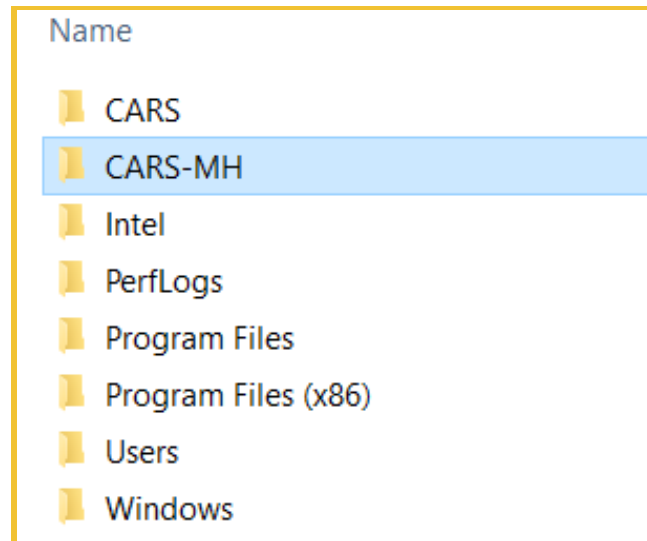 Name
CARS
CARS-MH
Intel
PerfLogs
Program Files
Program Files (x86)
Users
Windows